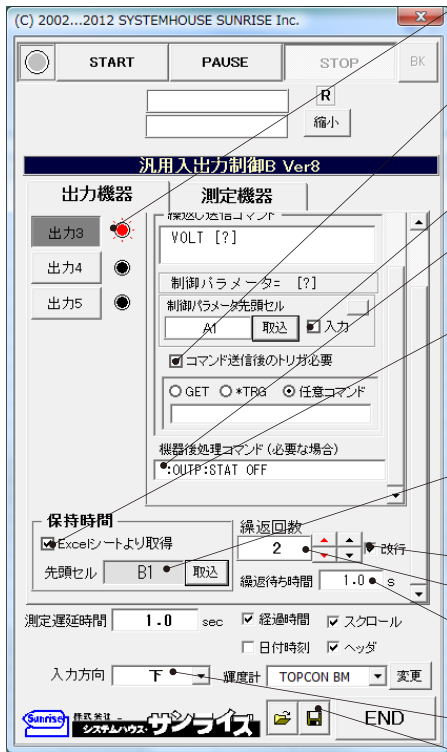 (C) 2002...2012 SYSTEMHOUSE SUNRISE Inc.
START PAUSE STOP BK
R
縮小
汎用入出力制御B Ver8
出力機器 測定機器
出力3
出力4
出力5
繰返し送信コマンド
VOLT [?]
制御パラメータ= [?]
制御パラメータ先頭セル
A1 取込 入力
コマンド送信後のトリガ必要
GET *TRG 任意コマンド
機器後処理コマンド(必要な場合)
:OUTP:STAT OFF
保持時間
Excelシートより取得
先頭セル B1 取込
繰返回数
2 改行
繰返待ち時間 1.0 s
測定遅延時間 1.0 sec 経過時間 スクロール
日付時刻 ヘッダ
入力方向 下 輝度計 TOPCON BM 変更
Sunrise システムハウス・サンライズ END